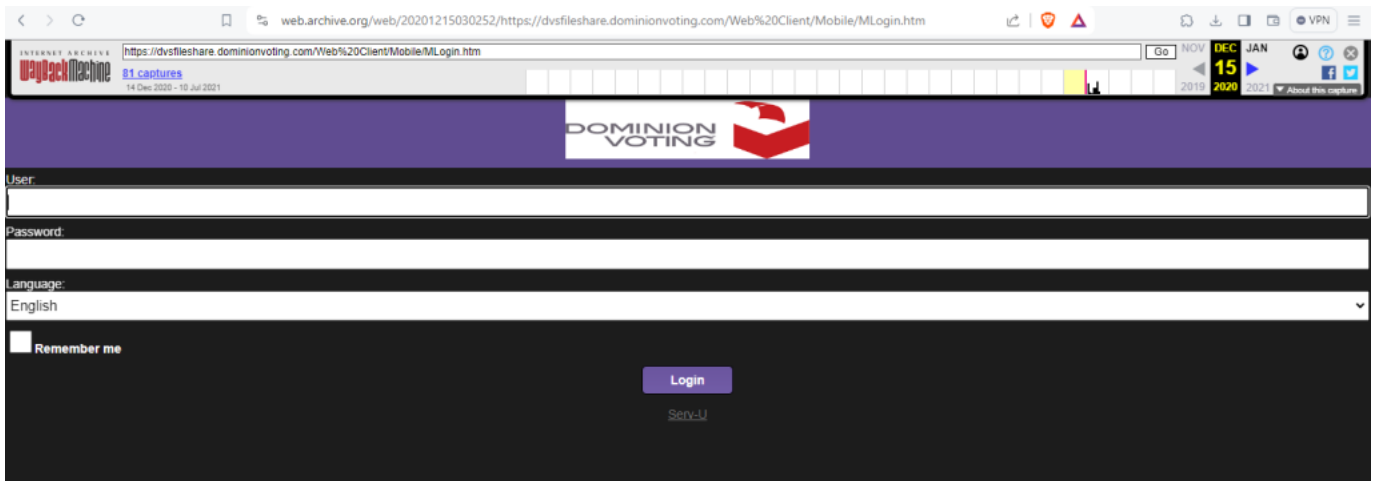 web.archive.org/web/20201215030252/https://dvsfileshare.dominionvoting.com/Web%20Client/Mobile/MLogin.htm
VPN
INTERNET ARCHIVE
WayBackMachine
https://dvsfileshare.dominionvoting.com/Web%20Client/Mobile/MLogin.htm
Go
NOV DEC JAN
81 captures
15
14 Dec 2020 - 10 Jul 2021
2019 2020 2021
About this capture
DOMINION
VOTING
User:
Password:
Language:
English
Remember me
Login
Serv-U